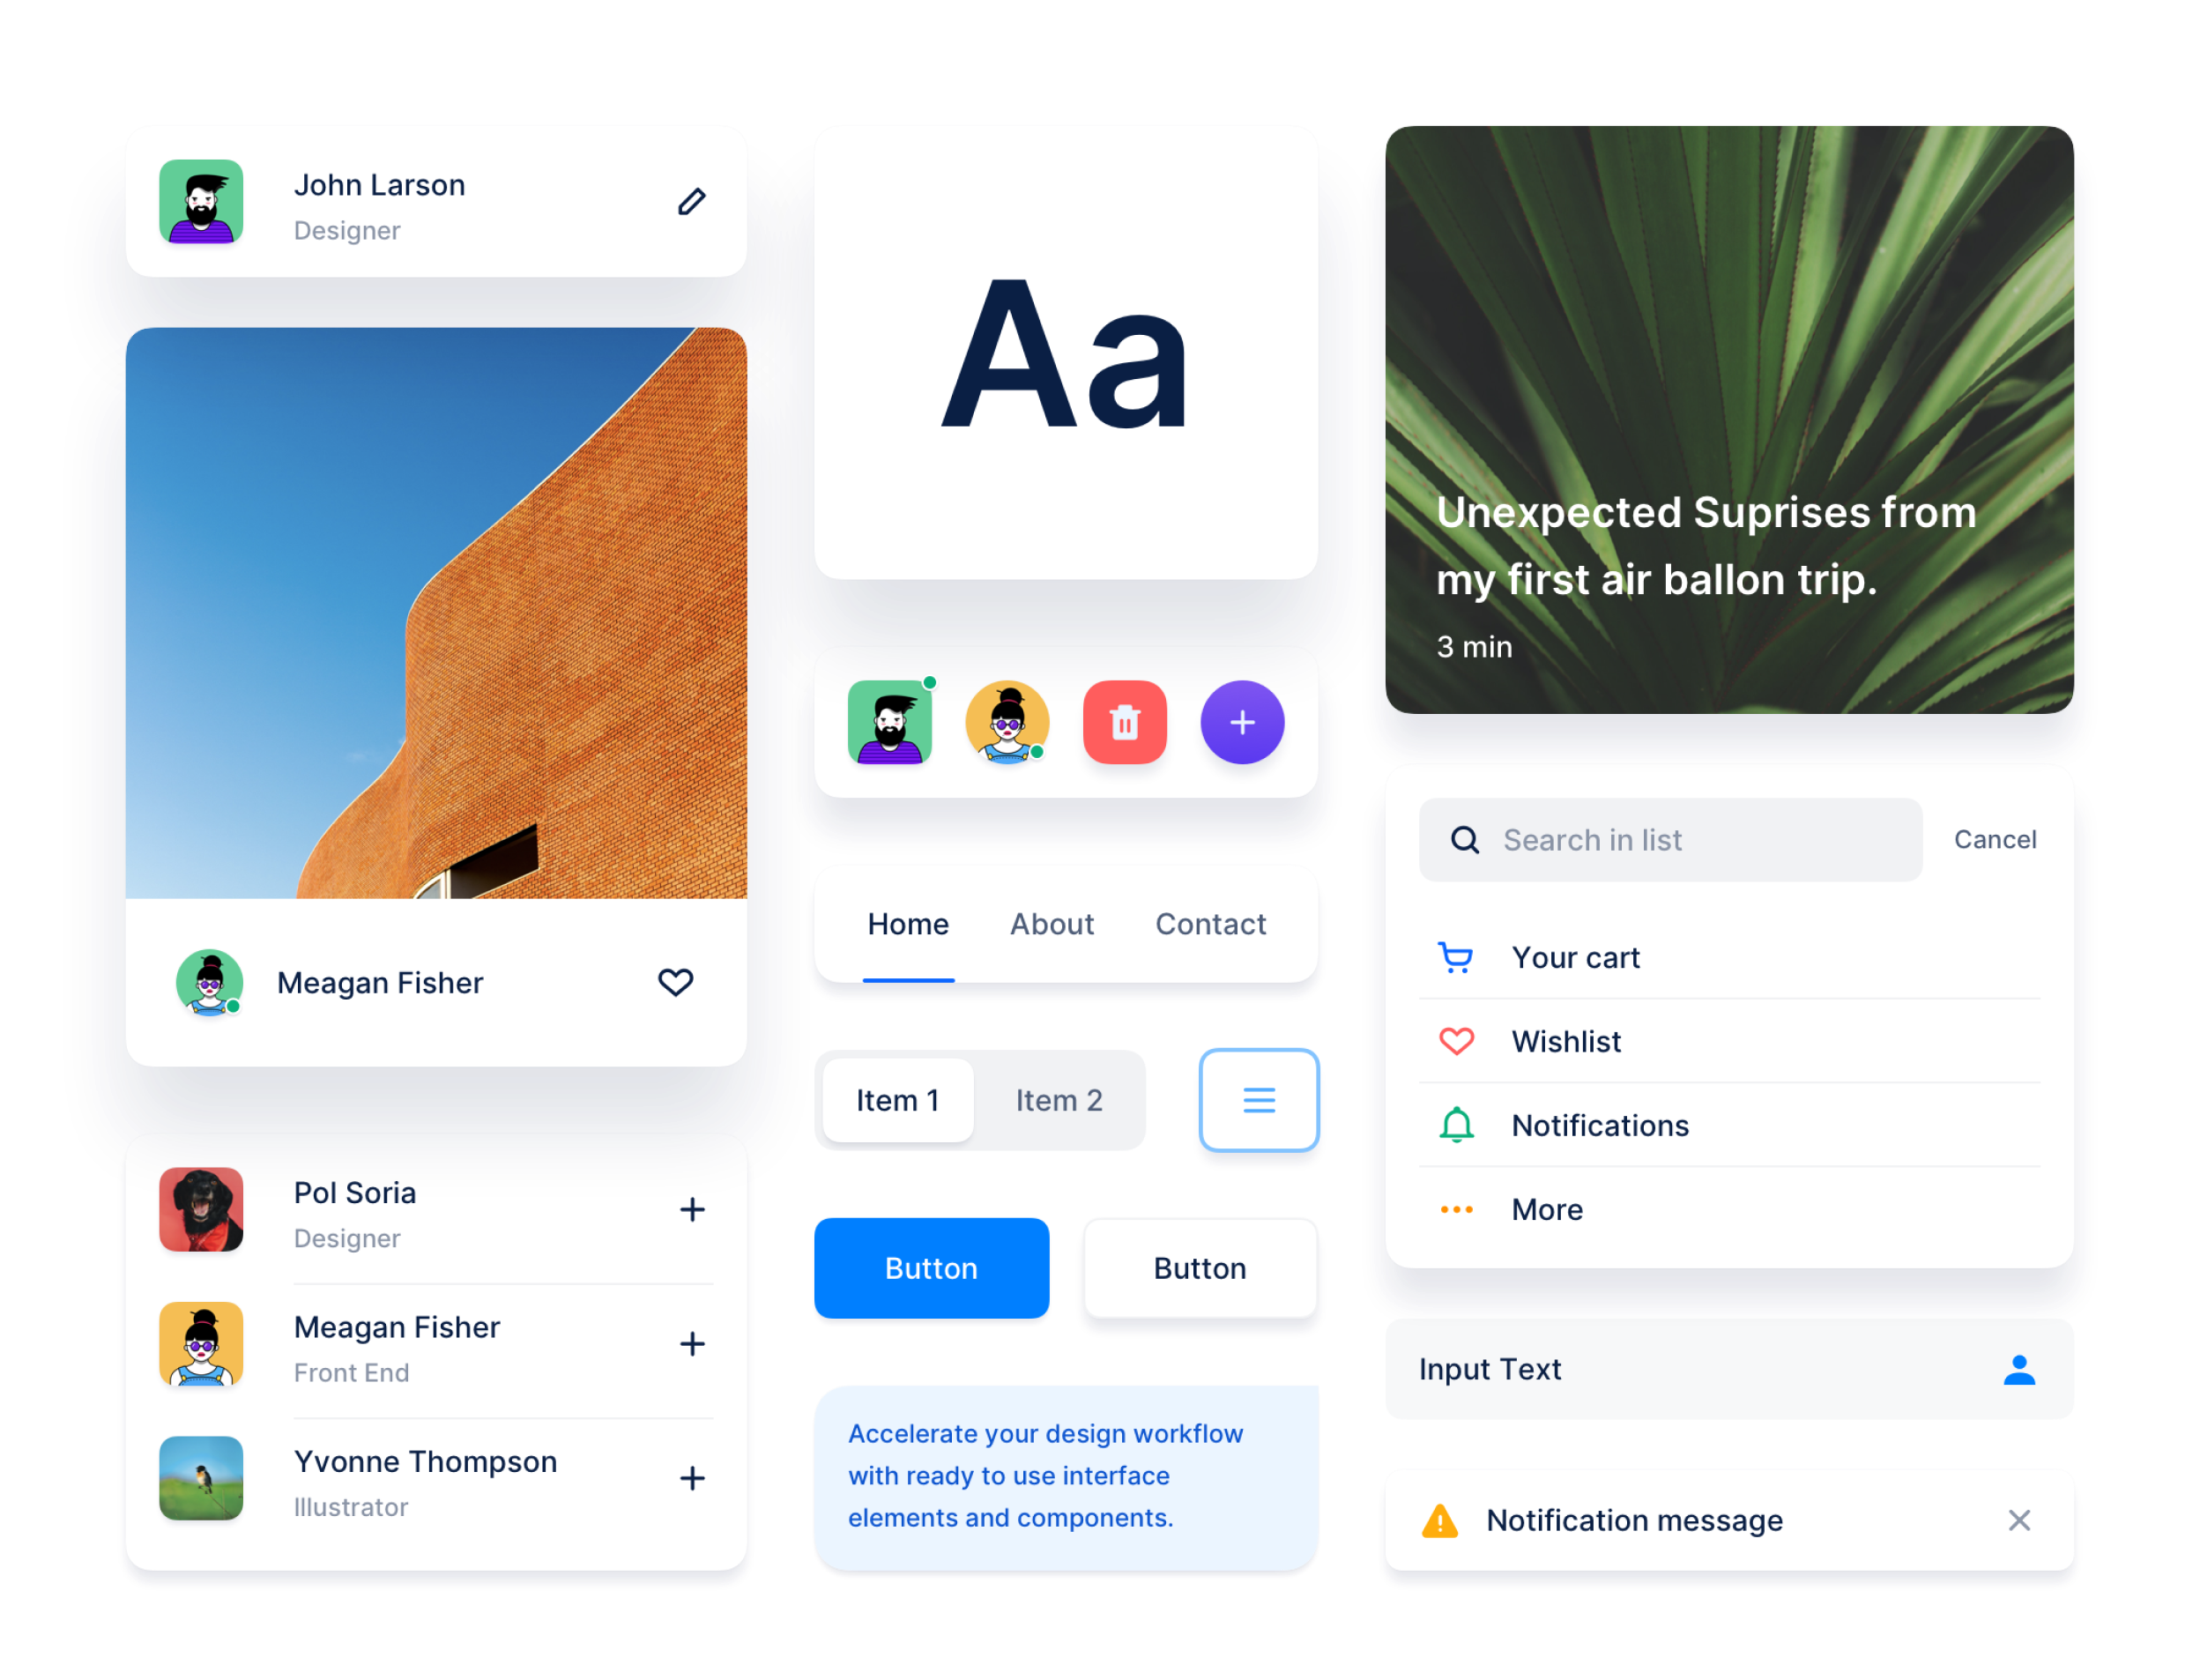 John Larson
Designer
Meagan Fisher
Pol Soria
Designer
Meagan Fisher
Front End
Yvonne Thompson
Illustrator
Aa
Home About Contact
Item 1 Item 2
Button Button
Accelerate your design workflow
with ready to use interface
elements and components.
Unexpected Suprises from
my first air ballon trip.
3 min
Search in list Cancel
Your cart
Wishlist
Notifications
More
Input Text
Notification message